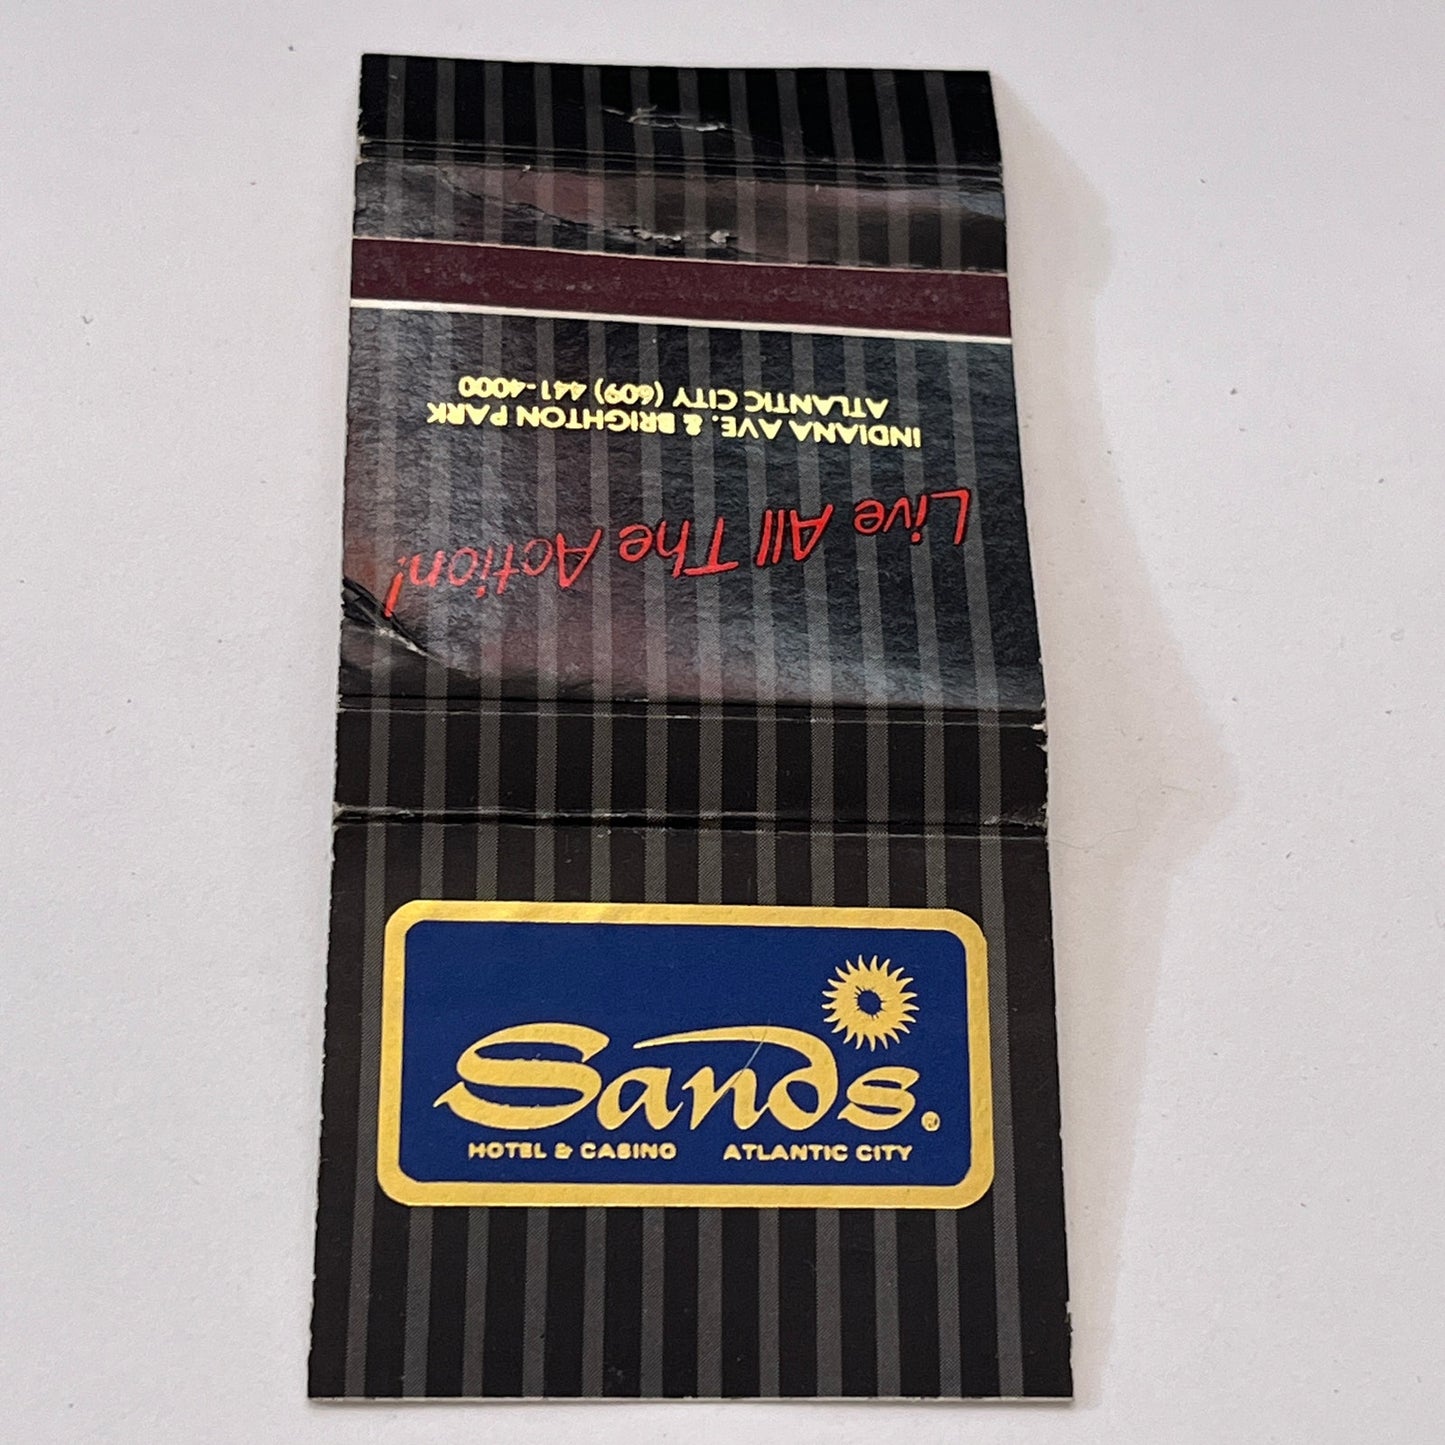 Live All The Action!
INDIANA AVE. & BRIGHTON PARK
ATLANTIC CITY (609) 441-4000
Sands®
HOTEL & CASINO ATLANTIC CITY